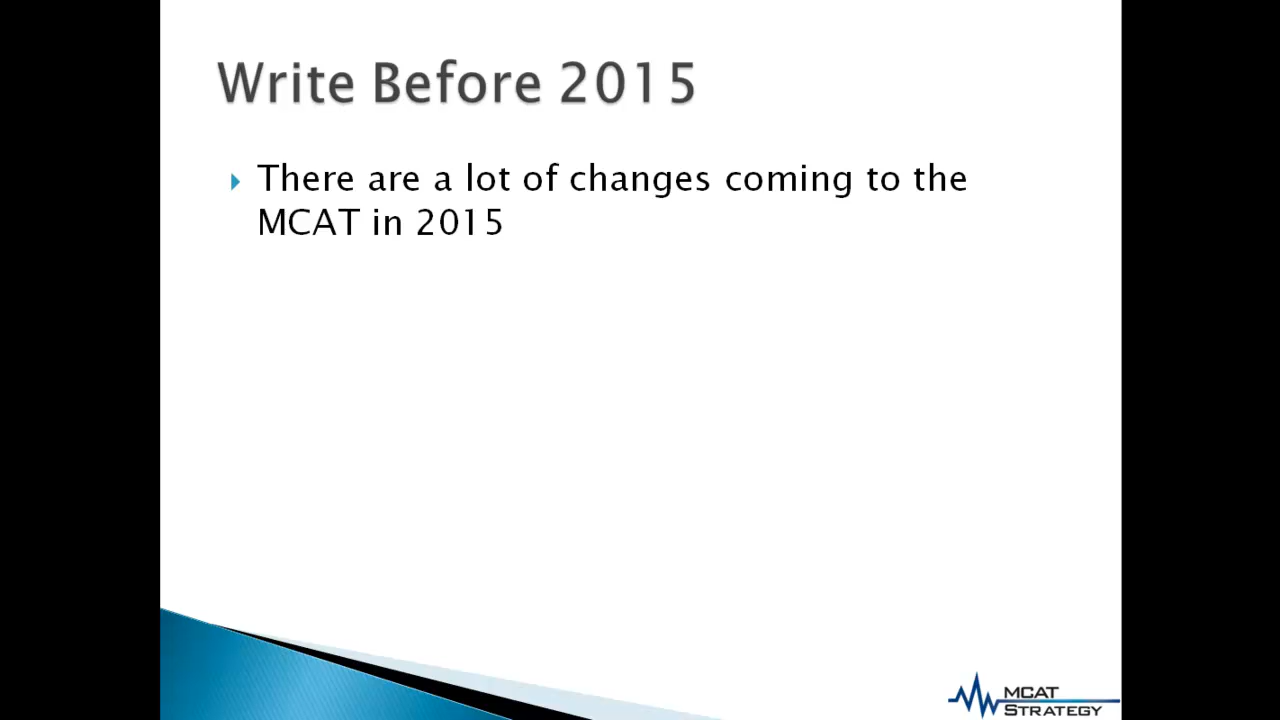 Write Before 2015
There are a lot of changes coming to the
MCAT in 2015
MCAT
STRATEGY